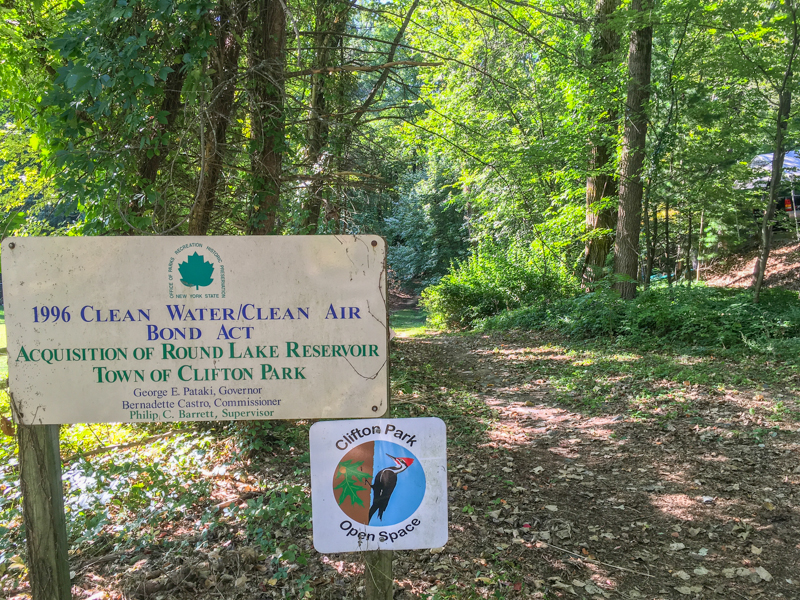 OFFICE OF PARKS RECREATION HISTORIC PRESERVATION
NEW YORK STATE
1996 CLEAN WATER/CLEAN AIR
BOND ACT
ACQUISITION OF ROUND LAKE RESERVOIR
TOWN OF CLIFTON PARK
George E. Pataki, Governor
Bernadette Castro, Commissioner
Philip C. Barrett, Supervisor
Clifton Park
Open Space